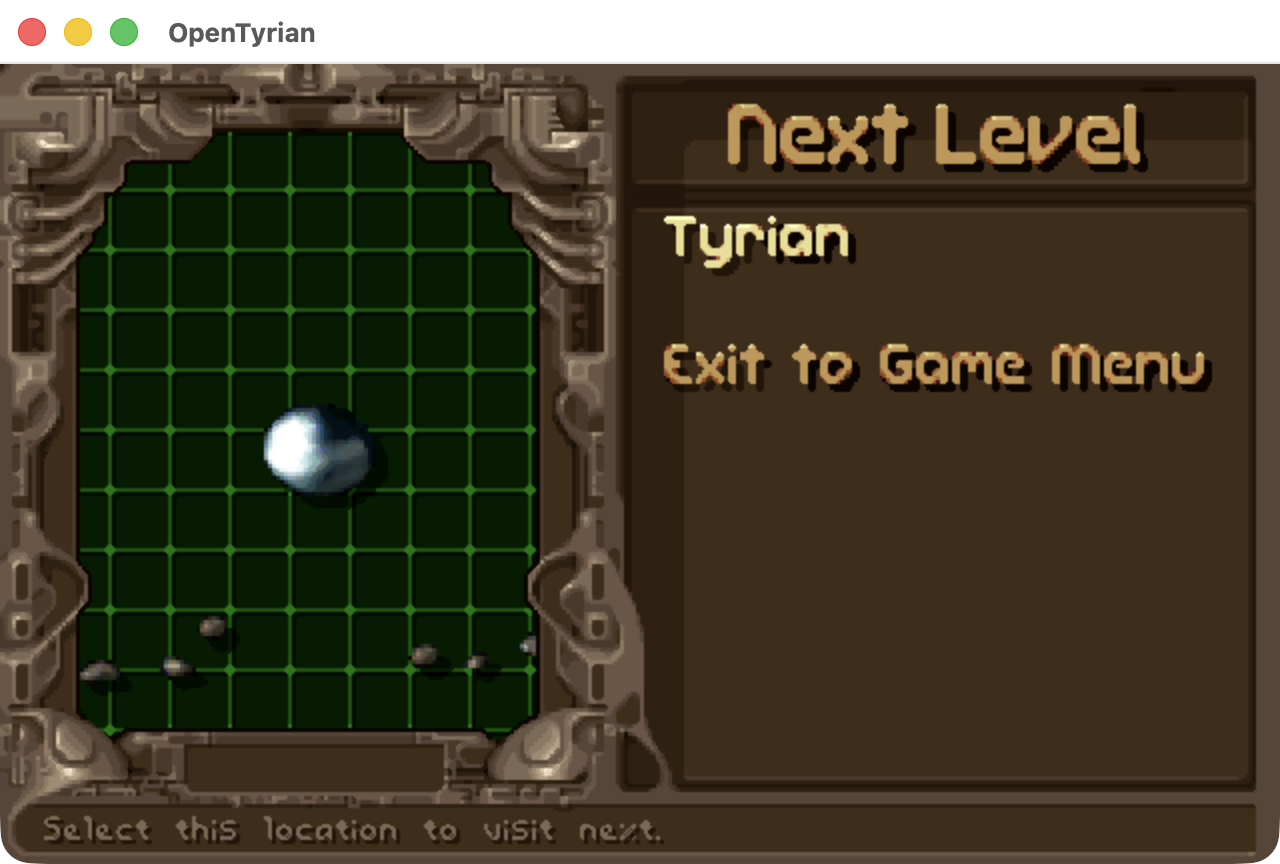 OpenTyrian
Next Level
Tyrian
Exit to Game Menu
Select this location to visit next.